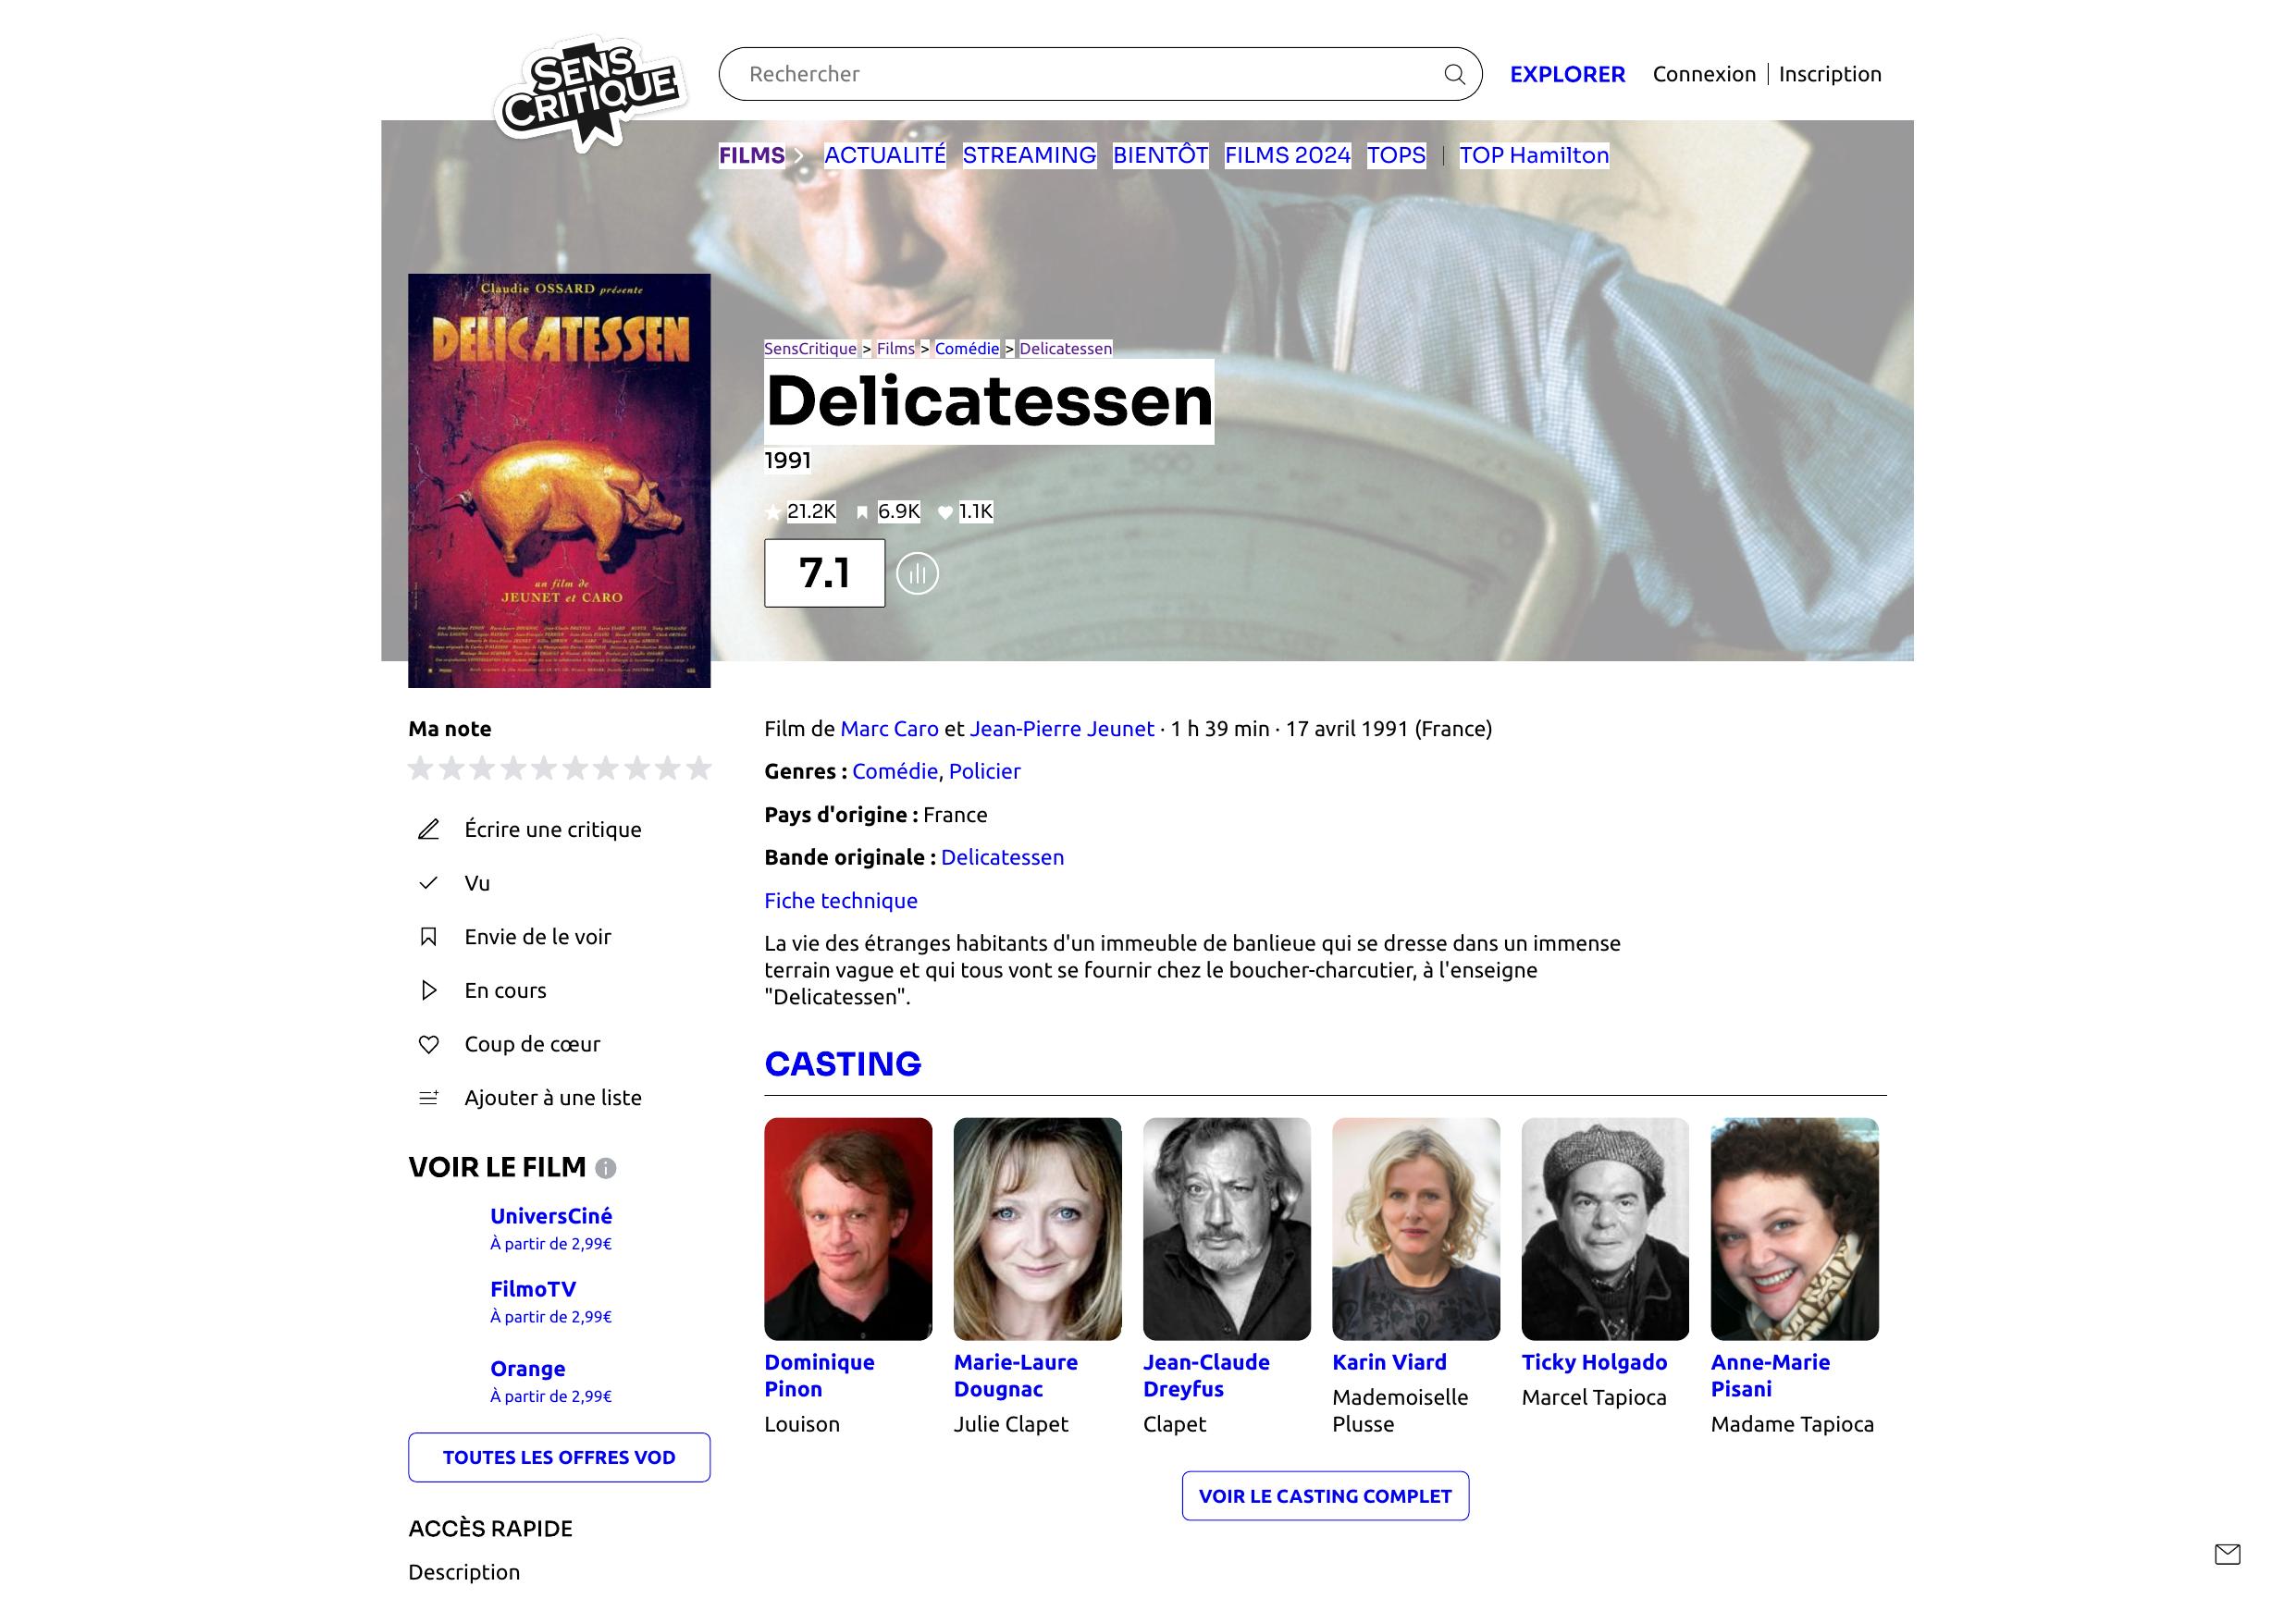 SENS
CRITIQUE
Rechercher
EXPLORER Connexion Inscription
FILMS ACTUALITÉ STREAMING BIENTÔT FILMS 2024 TOPS TOP Hamilton
Claudie OSSARD présente
DELICATESSEN
un film de
JEUNET et CARO
SensCritique > Films > Comédie > Delicatessen
Delicatessen
1991
21.2K 6.9K 1.1K
7.1
500
Ma note
Écrire une critique
Vu
Envie de le voir
En cours
Coup de cœur
Ajouter à une liste
VOIR LE FILM
UniversCiné
À partir de 2,99€
FilmoTV
À partir de 2,99€
Orange
À partir de 2,99€
TOUTES LES OFFRES VOD
ACCÈS RAPIDE
Description
Film de Marc Caro et Jean-Pierre Jeunet · 1 h 39 min · 17 avril 1991 (France)
Genres : Comédie, Policier
Pays d'origine : France
Bande originale : Delicatessen
Fiche technique
La vie des étranges habitants d'un immeuble de banlieue qui se dresse dans un immense
terrain vague et qui tous vont se fournir chez le boucher-charcutier, à l'enseigne
"Delicatessen".
CASTING
Dominique
Pinon
Louison
Marie-Laure
Dougnac
Julie Clapet
Jean-Claude
Dreyfus
Clapet
Karin Viard
Mademoiselle
Plusse
Ticky Holgado
Marcel Tapioca
Anne-Marie
Pisani
Madame Tapioca
VOIR LE CASTING COMPLET